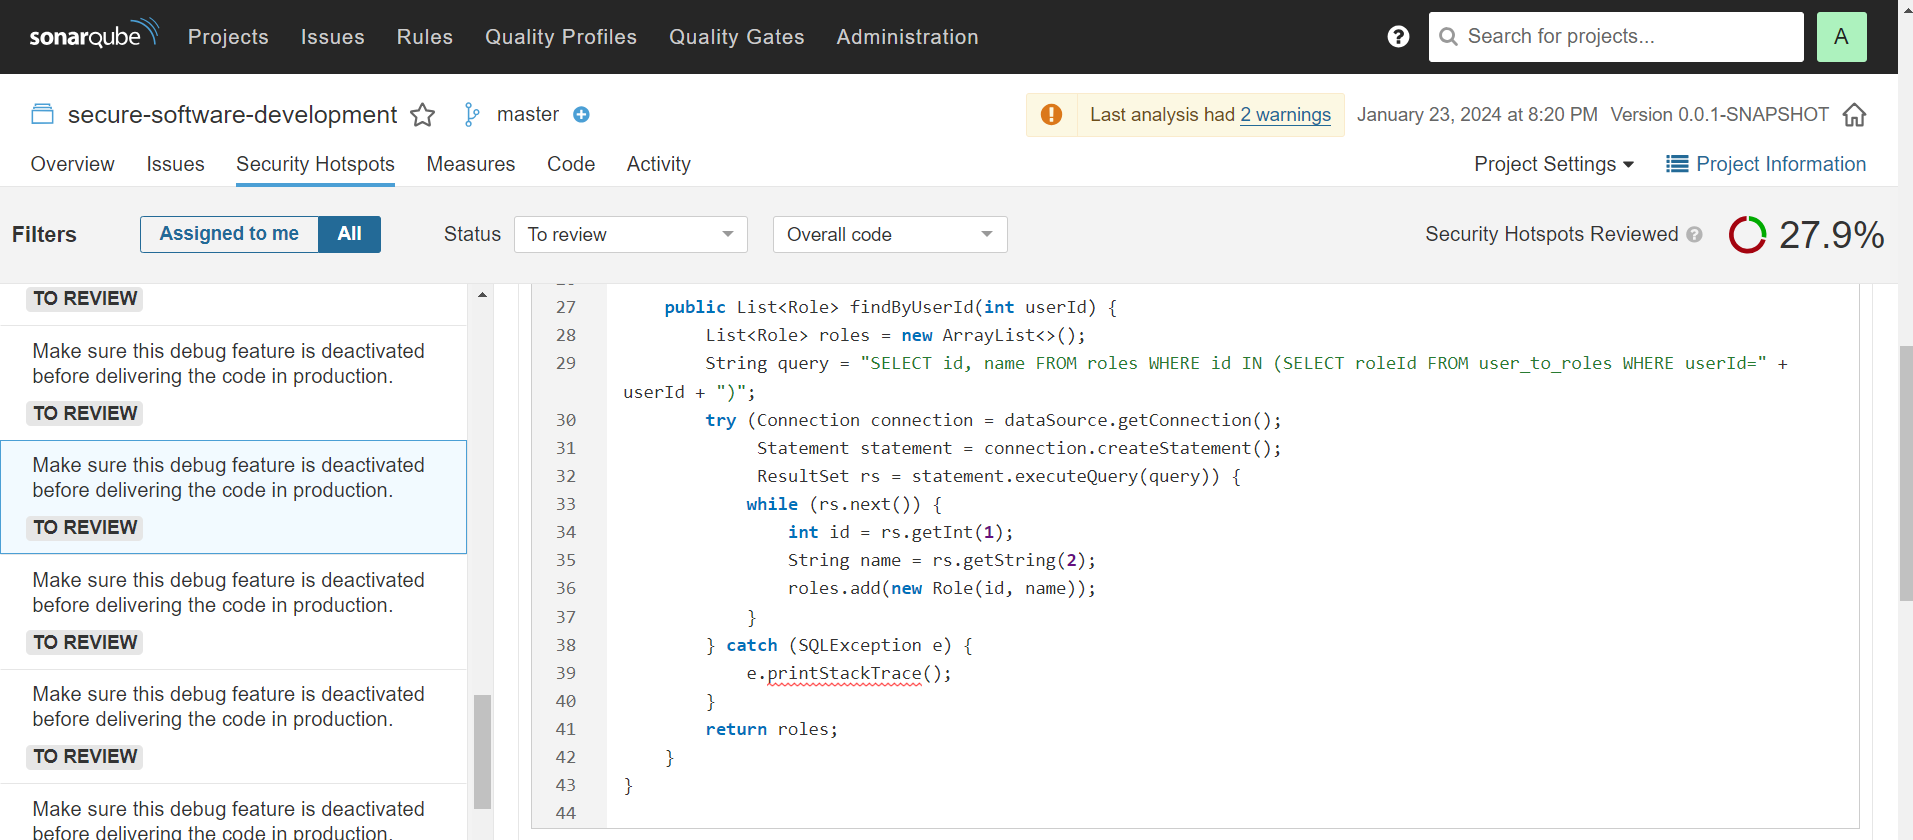 sonarqube Projects Issues Rules Quality Profiles Quality Gates Administration ? Search for projects... A
secure-software-development master Last analysis had 2 warnings January 23, 2024 at 8:20 PM Version 0.0.1-SNAPSHOT
Overview Issues Security Hotspots Measures Code Activity Project Settings Project Information
Filters Assigned to me All Status To review Overall code Security Hotspots Reviewed ? 27.9%
TO REVIEW
Make sure this debug feature is deactivated
before delivering the code in production.
TO REVIEW
Make sure this debug feature is deactivated
before delivering the code in production.
TO REVIEW
Make sure this debug feature is deactivated
before delivering the code in production.
TO REVIEW
Make sure this debug feature is deactivated
before delivering the code in production.
TO REVIEW
Make sure this debug feature is deactivated
before delivering the code in production.
27 public List<Role> findByUserId(int userId) {
28 List<Role> roles = new ArrayList<>();
29 String query = "SELECT id, name FROM roles WHERE id IN (SELECT roleId FROM user_to_roles WHERE userId=" +
userId + ")";
30 try (Connection connection = dataSource.getConnection();
31 Statement statement = connection.createStatement();
32 ResultSet rs = statement.executeQuery(query)) {
33 while (rs.next()) {
34 int id = rs.getInt(1);
35 String name = rs.getString(2);
36 roles.add(new Role(id, name));
37 }
38 } catch (SQLException e) {
39 e.printStackTrace();
40 }
41 return roles;
42 }
43 }
44